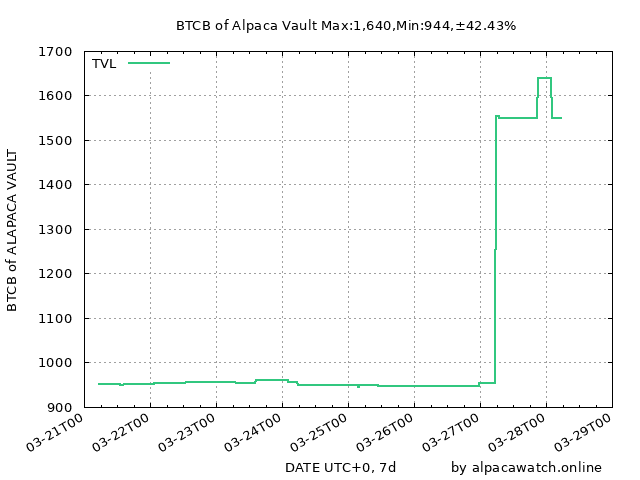 BTCB of Alpaca Vault Max:1,640,Min:944,±42.43%
TVL
1700
1600
1500
1400
1300
1200
1100
1000
900
BTCB of ALAPACA VAULT
03-21T00
03-22T00
03-23T00
03-24T00
03-25T00
03-26T00
03-27T00
03-28T00
03-29T00
DATE UTC+0, 7d
by alpacawatch.online